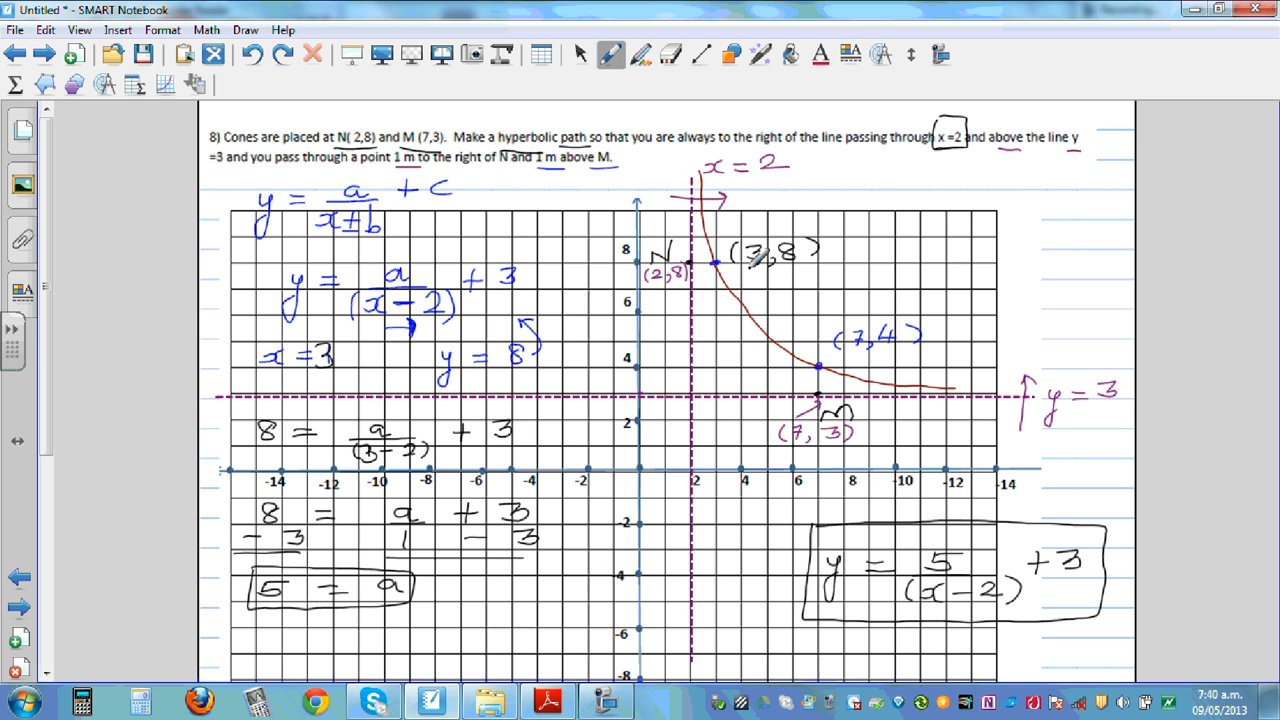 Untitled * - SMART Notebook
File Edit View Insert Format Math Draw Help
8) Cones are placed at N( 2,8) and M (7,3). Make a hyperbolic path so that you are always to the right of the line passing through x =2 and above the line y
=3 and you pass through a point 1 m to the right of N and 1 m above M.
x = 2
y = a/(x ± b) + c
y = a/(x - 2) + 3
x = 3 y = 8
8 = a/(3 - 2) + 3
8 = a/1 + 3
- 3 - 3
5 = a
N
(2,8)
(3,8)
(7,4)
M
(7, 3)
y = 3
y = 5/(x - 2) + 3
8
6
4
2
-14 -12 -10 -8 -6 -4 -2 2 4 6 8 -10 -12 -14
-2
-4
-6
-8
7:40 a.m.
09/05/2013